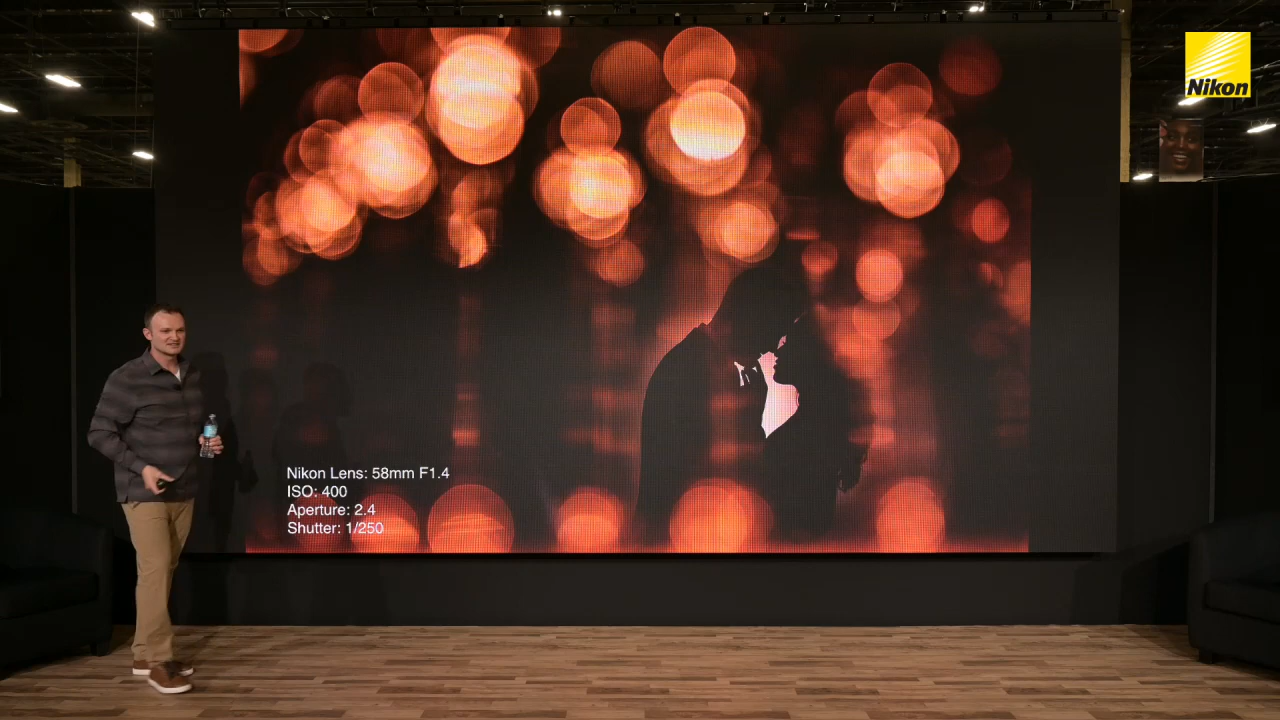 Nikon
Nikon Lens: 58mm F1.4
ISO: 400
Aperture: 2.4
Shutter: 1/250